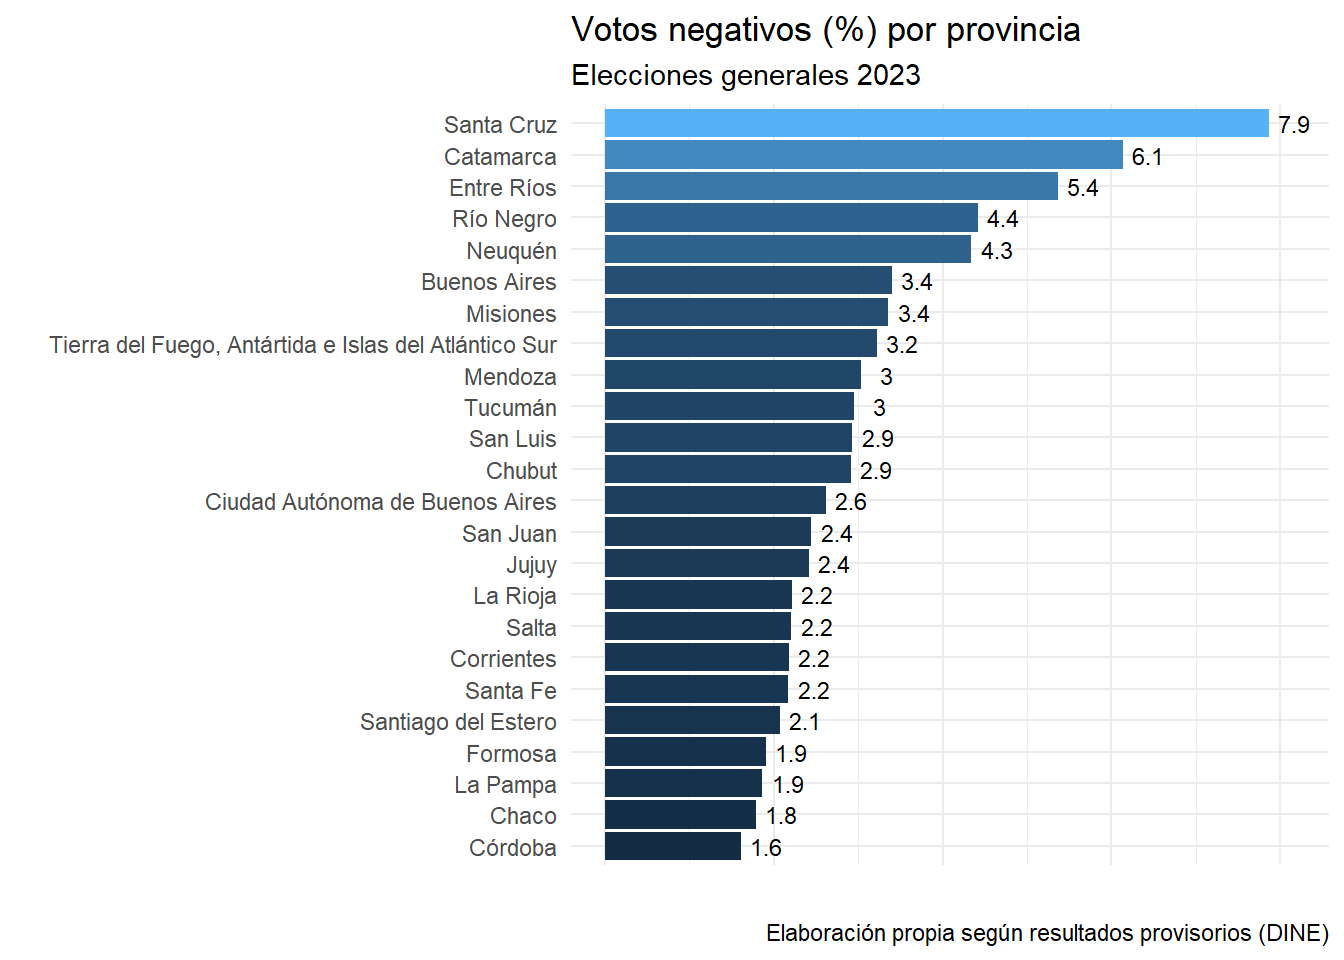 Votos negativos (%) por provincia
Elecciones generales 2023
Santa Cruz 7.9
Catamarca 6.1
Entre Ríos 5.4
Río Negro 4.4
Neuquén 4.3
Buenos Aires 3.4
Misiones 3.4
Tierra del Fuego, Antártida e Islas del Atlántico Sur 3.2
Mendoza 3
Tucumán 3
San Luis 2.9
Chubut 2.9
Ciudad Autónoma de Buenos Aires 2.6
San Juan 2.4
Jujuy 2.4
La Rioja 2.2
Salta 2.2
Corrientes 2.2
Santa Fe 2.2
Santiago del Estero 2.1
Formosa 1.9
La Pampa 1.9
Chaco 1.8
Córdoba 1.6
Elaboración propia según resultados provisorios (DINE)